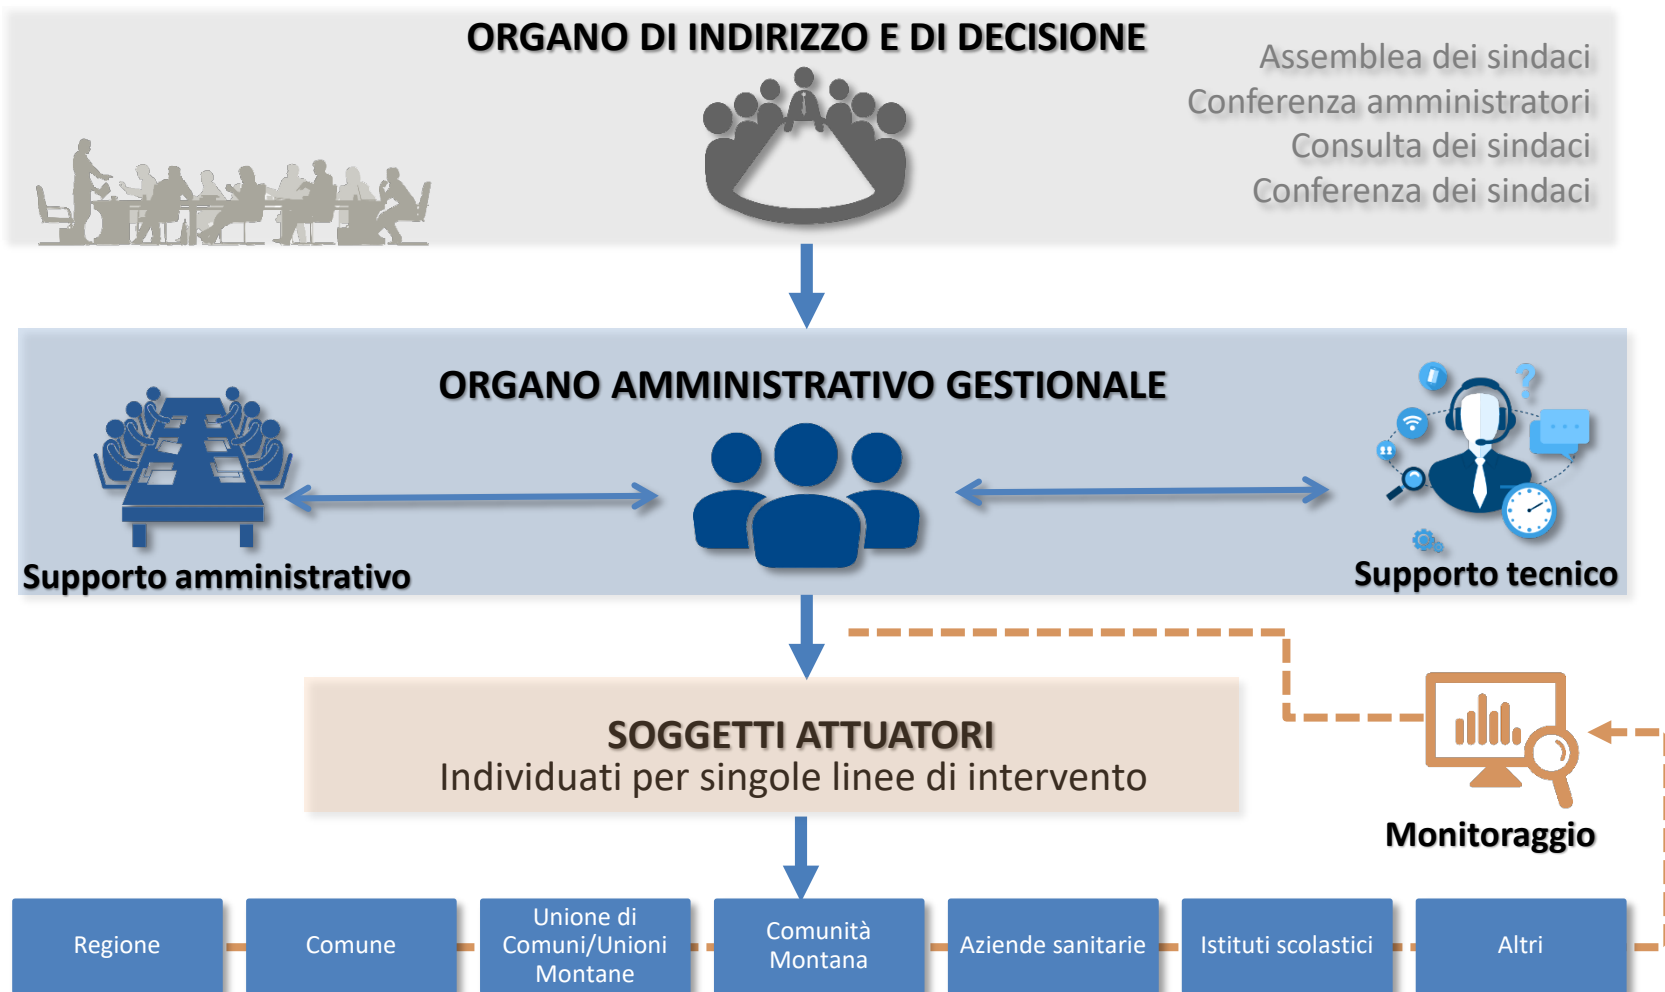 ORGANO DI INDIRIZZO E DI DECISIONE
Assemblea dei sindaci
Conferenza amministratori
Consulta dei sindaci
Conferenza dei sindaci
ORGANO AMMINISTRATIVO GESTIONALE
?
Supporto amministrativo
Supporto tecnico
SOGGETTI ATTUATORI
Individuati per singole linee di intervento
Monitoraggio
Regione
Comune
Unione di
Comuni/Unioni
Montane
Comunità
Montana
Aziende sanitarie
Istituti scolastici
Altri